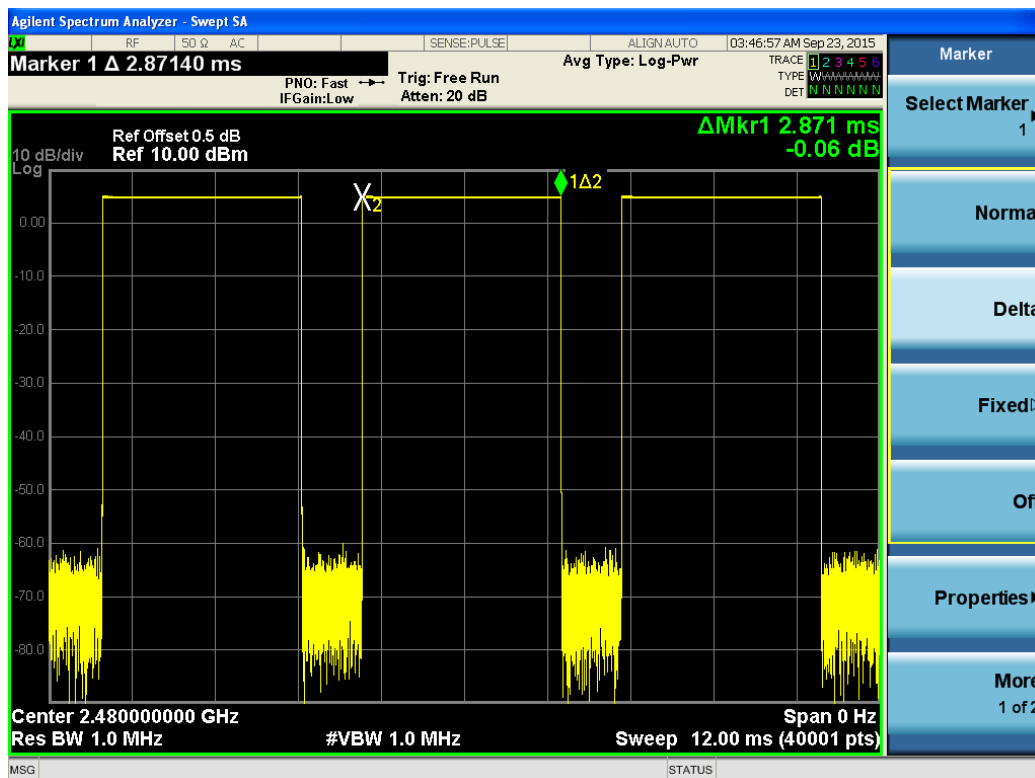 Agilent Spectrum Analyzer - Swept SA
LXI RF 50 Ω AC SENSE:PULSE ALIGN AUTO 03:46:57 AM Sep 23, 2015
Marker 1 Δ 2.87140 ms
PNO: Fast
IFGain:Low
Trig: Free Run
Atten: 20 dB
Avg Type: Log-Pwr
TRACE 1 2 3 4 5 6
TYPE W
DET N N N N N N
Ref Offset 0.5 dB
10 dB/div Ref 10.00 dBm
Log
ΔMkr1 2.871 ms
-0.06 dB
1Δ2
X2
0.00
-10.0
-20.0
-30.0
-40.0
-50.0
-60.0
-70.0
-80.0
Center 2.480000000 GHz Span 0 Hz
Res BW 1.0 MHz #VBW 1.0 MHz Sweep 12.00 ms (40001 pts)
MSG STATUS
Marker
Select Marker
1
Norma
Delta
Fixed
Of
Properties
More
1 of 2